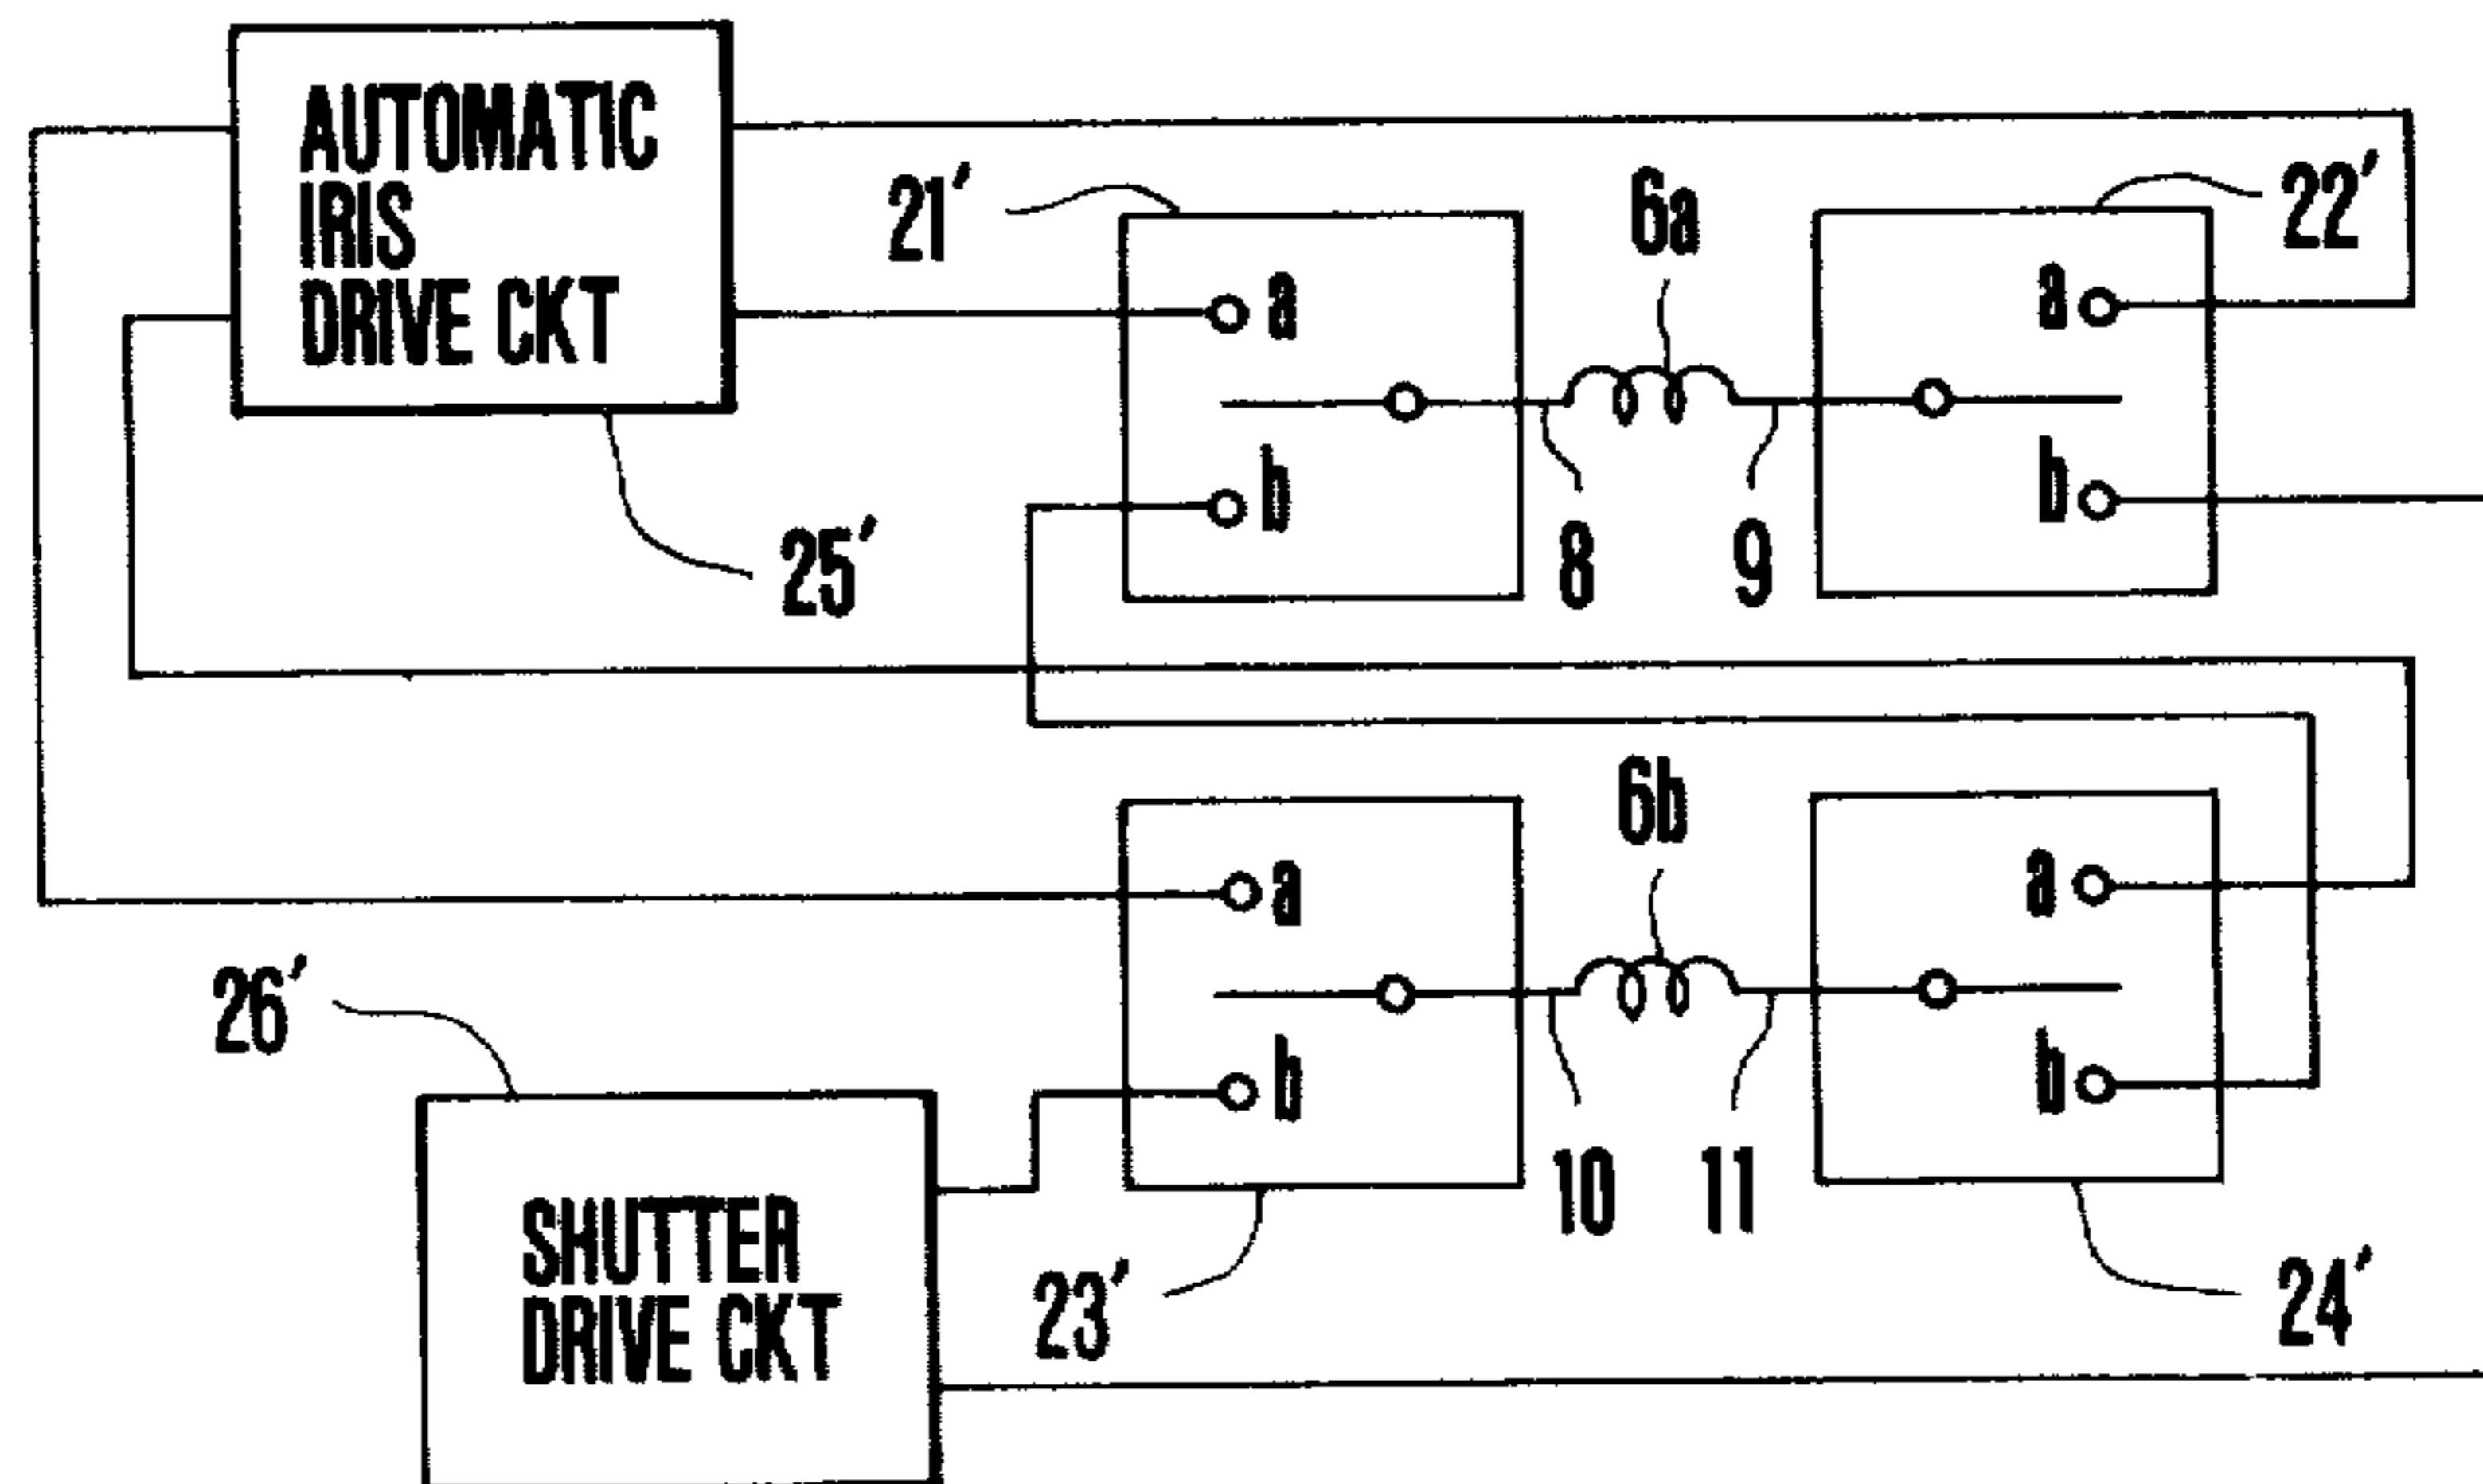 AUTOMATIC
IRIS
DRIVE CKT
21′
6a
22′
a
a
b
b
8
9
25′
6b
a
a
26′
b
b
10
11
SHUTTER
DRIVE CKT
23′
24′